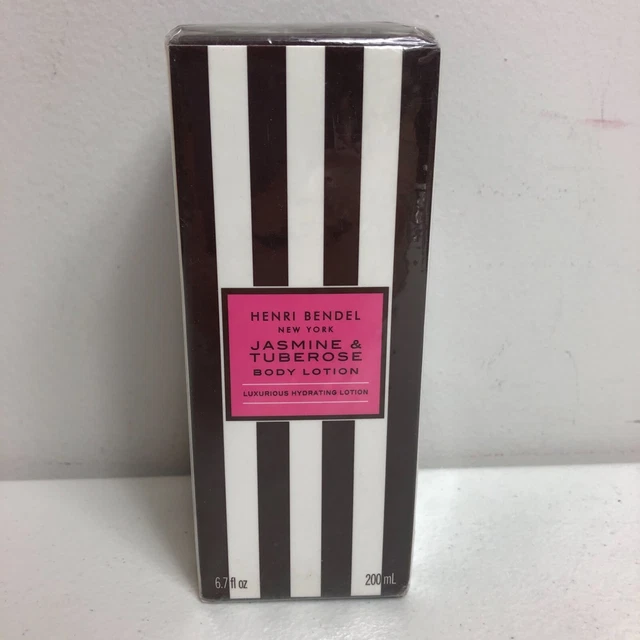 HENRI BENDEL
NEW YORK
JASMINE &
TUBEROSE
BODY LOTION
LUXURIOUS HYDRATING LOTION
6.7 fl oz 200 mL